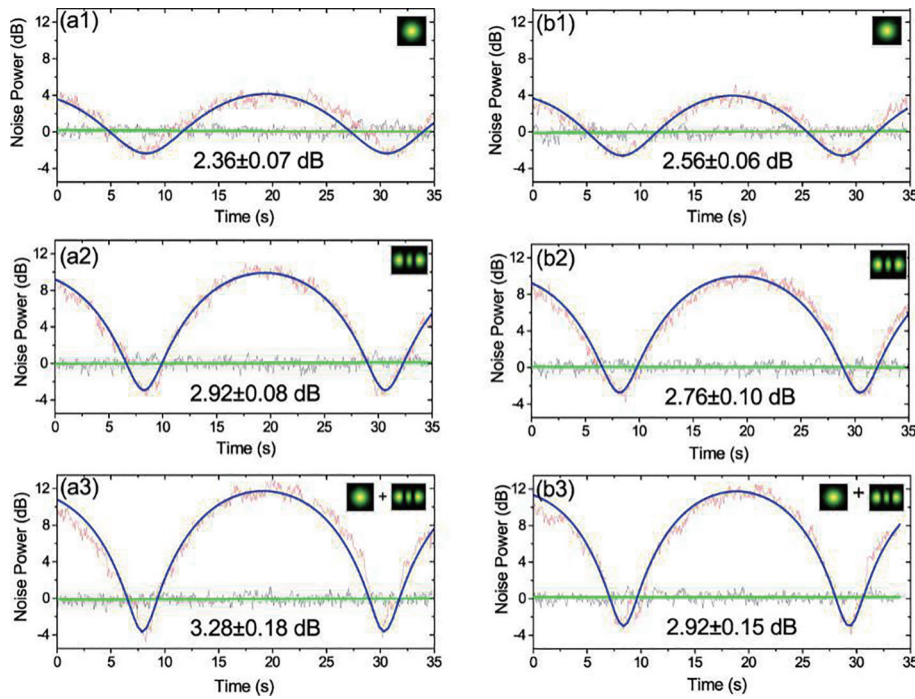 (a1)
Noise Power (dB)
12
8
4
0
-4
2.36±0.07 dB
0 5 10 15 20 25 30 35
Time (s)
(b1)
Noise Power (dB)
12
8
4
0
-4
2.56±0.06 dB
0 5 10 15 20 25 30 35
Time (s)
(a2)
Noise Power (dB)
12
8
4
0
-4
2.92±0.08 dB
0 5 10 15 20 25 30 35
Time (s)
(b2)
Noise Power (dB)
12
8
4
0
-4
2.76±0.10 dB
0 5 10 15 20 25 30 35
Time (s)
(a3)
+
Noise Power (dB)
12
8
4
0
-4
3.28±0.18 dB
0 5 10 15 20 25 30 35
Time (s)
(b3)
+
Noise Power (dB)
12
8
4
0
-4
2.92±0.15 dB
0 5 10 15 20 25 30 35
Time (s)